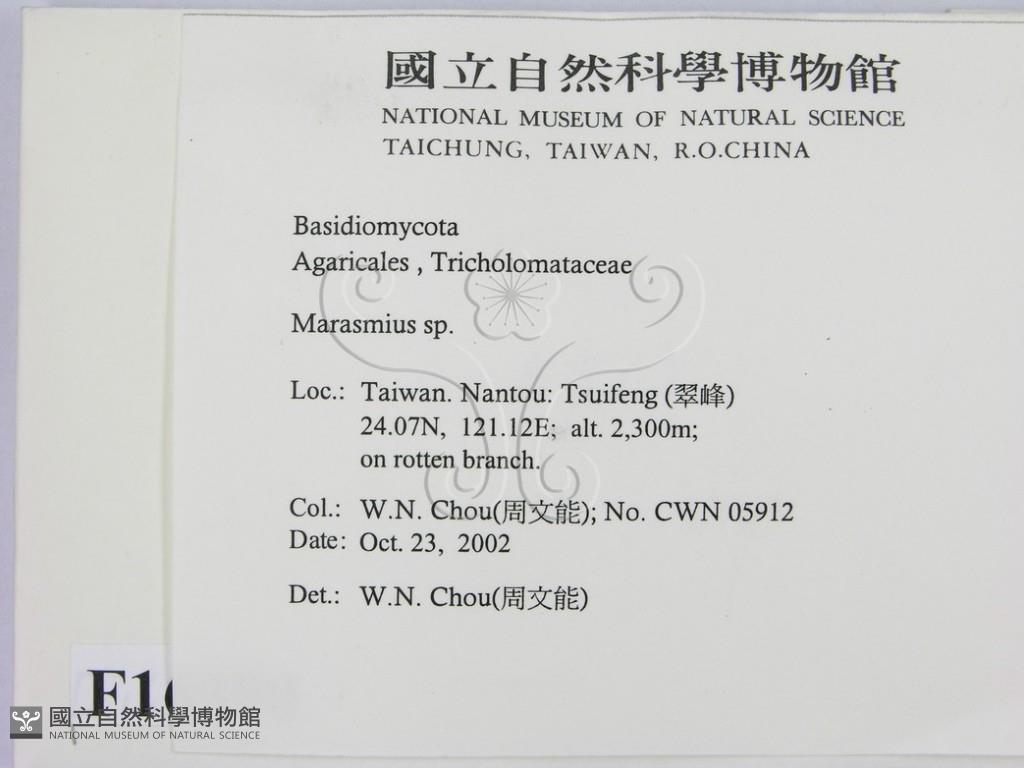 國立自然科學博物館
NATIONAL MUSEUM OF NATURAL SCIENCE
TAICHUNG, TAIWAN, R.O.CHINA
Basidiomycota
Agaricales , Tricholomataceae
Marasmius sp.
Loc.: Taiwan. Nantou: Tsuifeng (翠峰)
24.07N, 121.12E; alt. 2,300m;
on rotten branch.
Col.: W.N. Chou(周文能); No. CWN 05912
Date: Oct. 23, 2002
Det.: W.N. Chou(周文能)
國立自然科學博物館
NATIONAL MUSEUM OF NATURAL SCIENCE